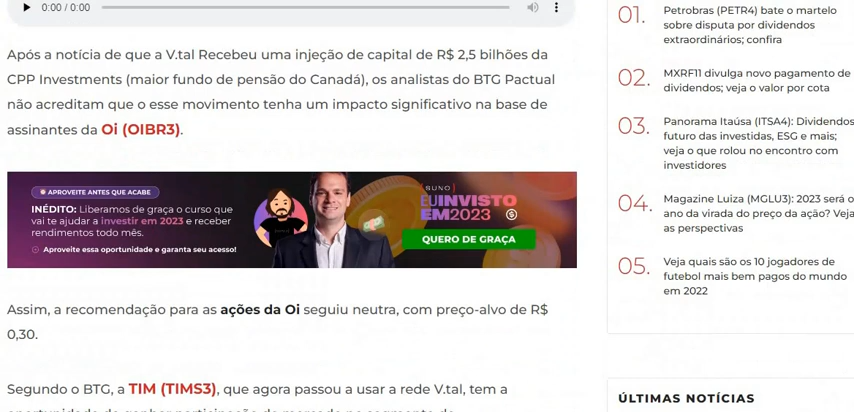 0:00 / 0:00
Após a notícia de que a V.tal Recebeu uma injeção de capital de R$ 2,5 bilhões da
CPP Investments (maior fundo de pensão do Canadá), os analistas do BTG Pactual
não acreditam que o esse movimento tenha um impacto significativo na base de
assinantes da Oi (OIBR3).
APROVEITE ANTES QUE ACABE
INÉDITO: Liberamos de graça o curso que
vai te ajudar a investir em 2023 e receber
rendimentos todo mês.
Aproveite essa oportunidade e garanta seu acesso!
SUNO
EUINVISTO
EM2023
QUERO DE GRAÇA
Assim, a recomendação para as ações da Oi seguiu neutra, com preço-alvo de R$
0,30.
Segundo o BTG, a TIM (TIMS3), que agora passou a usar a rede V.tal, tem a
01. Petrobras (PETR4) bate o martelo
sobre disputa por dividendos
extraordinários; confira
02. MXRF11 divulga novo pagamento de
dividendos; veja o valor por cota
03. Panorama Itaúsa (ITSA4): Dividendos
futuro das investidas, ESG e mais;
veja o que rolou no encontro com
investidores
04. Magazine Luiza (MGLU3): 2023 será o
ano da virada do preço da ação? Veja
as perspectivas
05. Veja quais são os 10 jogadores de
futebol mais bem pagos do mundo
em 2022
ÚLTIMAS NOTÍCIAS